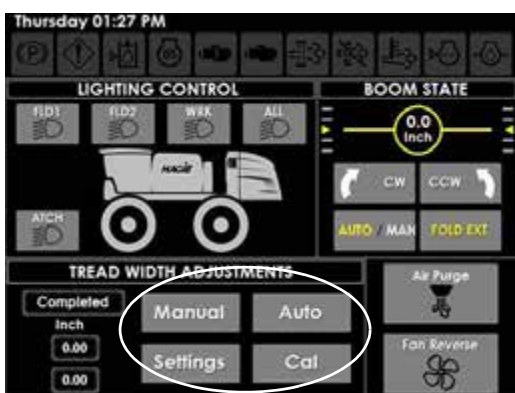 Thursday 01:27 PM
LIGHTING CONTROL
FLD1 FLD2 WRK ALL
HAGIE
ATCH
BOOM STATE
0.0
Inch
CW CCW
AUTO / MAN FOLD EXT
TREAD WIDTH ADJUSTMENTS
Completed
Inch
0.00
0.00
Manual Auto
Settings Cal
Air Purge
Fan Reverse